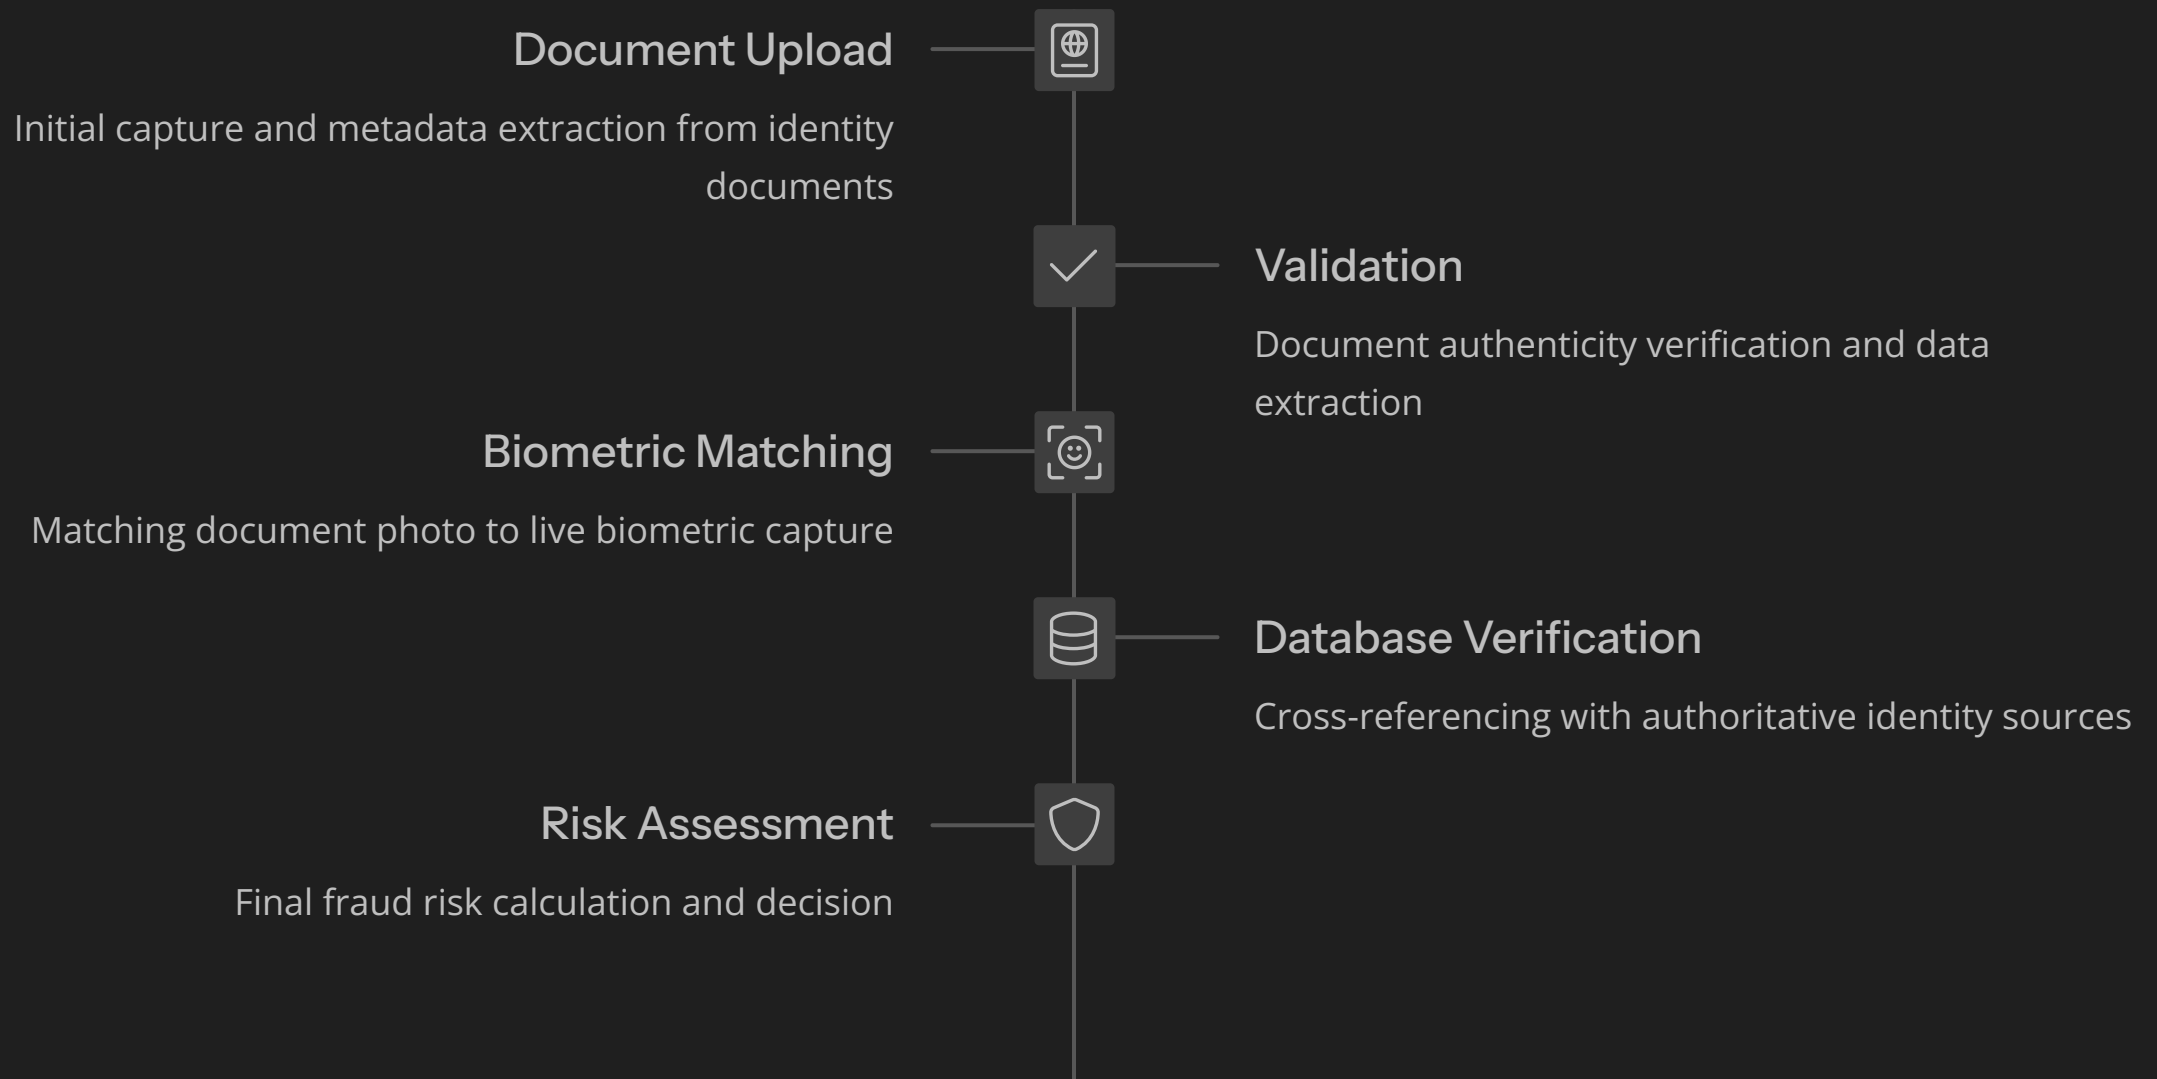 Document Upload
Initial capture and metadata extraction from identity
documents
Validation
Document authenticity verification and data
extraction
Biometric Matching
Matching document photo to live biometric capture
Database Verification
Cross-referencing with authoritative identity sources
Risk Assessment
Final fraud risk calculation and decision